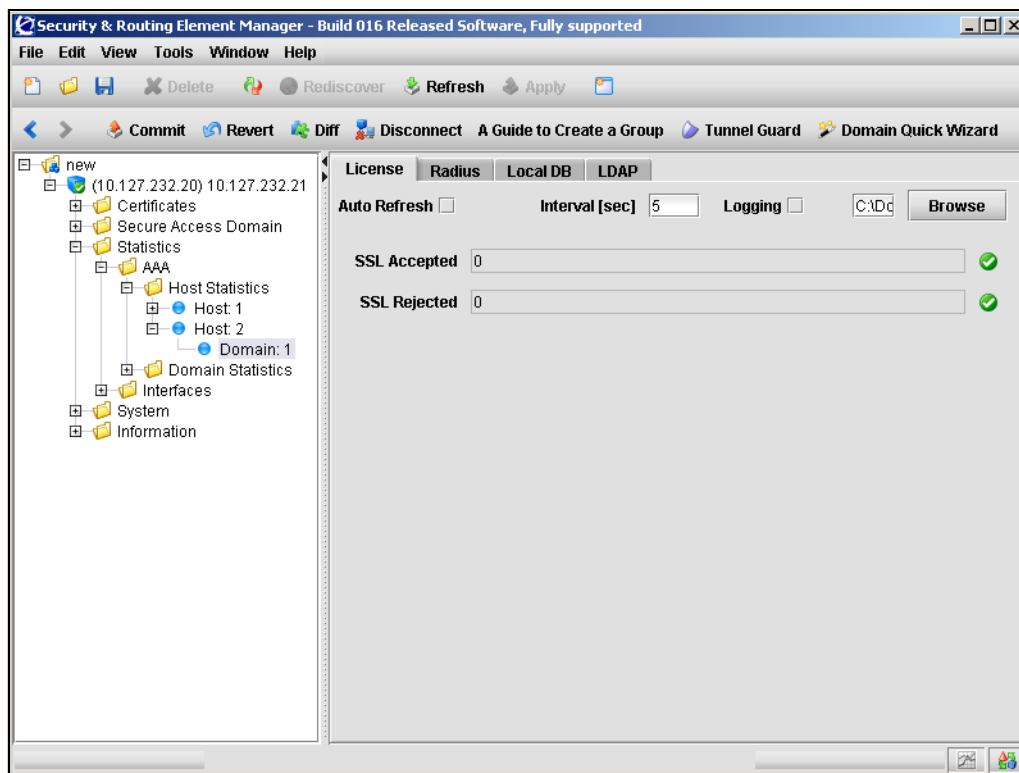 Security & Routing Element Manager - Build 016 Released Software, Fully supported
File Edit View Tools Window Help
Delete Rediscover Refresh Apply
Commit Revert Diff Disconnect A Guide to Create a Group Tunnel Guard Domain Quick Wizard
new
(10.127.232.20) 10.127.232.21
Certificates
Secure Access Domain
Statistics
AAA
Host Statistics
Host: 1
Host: 2
Domain: 1
Domain Statistics
Interfaces
System
Information
License Radius Local DB LDAP
Auto Refresh Interval [sec] 5 Logging C:\Do Browse
SSL Accepted 0
SSL Rejected 0